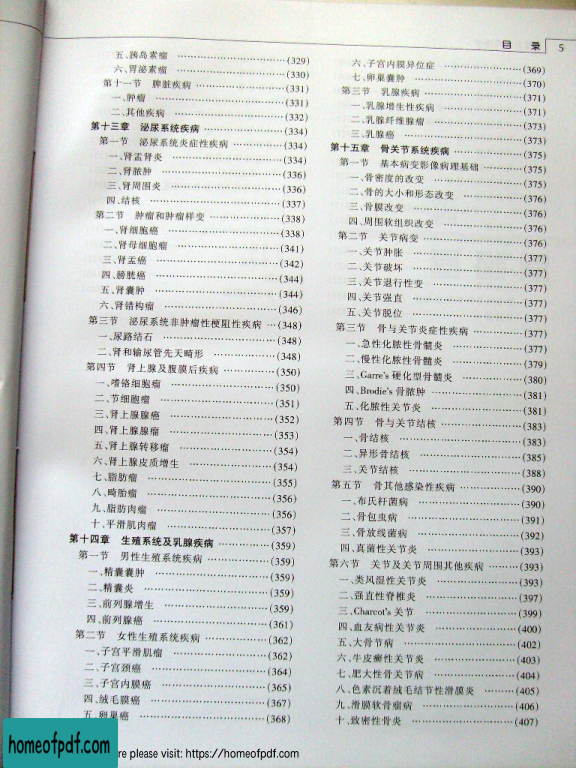 目 录 5
五、胰岛素瘤 (329)
六、胃泌素瘤 (330)
第十一节 脾脏疾病 (331)
一、肿瘤 (331)
二、其他疾病 (332)
第十三章 泌尿系统疾病 (334)
第一节 泌尿系统炎症性疾病 (334)
一、肾盂肾炎 (334)
二、肾脓肿 (336)
三、肾周围炎 (336)
四、结核 (337)
第二节 肿瘤和肿瘤样变 (338)
一、肾细胞癌 (338)
二、肾母细胞瘤 (341)
三、肾盂癌 (342)
四、膀胱癌 (344)
五、肾囊肿 (344)
六、肾错构瘤 (346)
第三节 泌尿系统非肿瘤性梗阻性疾病 (348)
一、尿路结石 (348)
二、肾和输尿管先天畸形 (348)
第四节 肾上腺及腹膜后疾病 (350)
一、嗜铬细胞瘤 (350)
二、节细胞瘤 (351)
三、肾上腺腺癌 (352)
四、肾上腺腺瘤 (353)
五、肾上腺转移瘤 (354)
六、肾上腺皮质增生 (354)
七、脂肪瘤 (355)
八、畸胎瘤 (356)
九、脂肪肉瘤 (356)
十、平滑肌肉瘤 (357)
第十四章 生殖系统及乳腺疾病 (359)
第一节 男性生殖系统疾病 (359)
一、精囊囊肿 (359)
二、精囊炎 (359)
三、前列腺增生 (359)
四、前列腺癌 (361)
第二节 女性生殖系统疾病 (362)
一、子宫平滑肌瘤 (362)
二、子宫颈癌 (364)
三、子宫内膜癌 (365)
四、绒毛膜癌 (367)
五、卵巢癌 (368)
六、子宫内膜异位症 (369)
七、卵巢囊肿 (370)
第三节 乳腺疾病 (371)
一、乳腺增生性疾病 (371)
二、乳腺纤维腺瘤 (373)
三、乳腺癌 (373)
第十五章 骨关节系统疾病 (375)
第一节 基本病变影像病理基础 (375)
一、骨密度的改变 (375)
二、骨的大小和形态改变 (376)
三、骨膜改变 (376)
四、周围软组织改变 (376)
第二节 关节病变 (376)
一、关节肿胀 (377)
二、关节破坏 (377)
三、关节退行性变 (377)
四、关节强直 (377)
五、关节脱位 (377)
第三节 骨与关节炎症性疾病 (377)
一、急性化脓性骨髓炎 (377)
二、慢性化脓性骨髓炎 (379)
三、Garre's 硬化型骨髓炎 (380)
四、Brodie's 骨脓肿 (381)
五、化脓性关节炎 (381)
第四节 骨与关节结核 (383)
一、骨结核 (383)
二、异形骨结核 (385)
三、关节结核 (388)
第五节 骨其他感染性疾病 (390)
一、布氏杆菌病 (390)
二、骨包虫病 (391)
三、骨放线菌病 (392)
四、真菌性关节炎 (393)
第六节 关节及关节周围其他疾病 (393)
一、类风湿性关节炎 (393)
二、强直性脊椎炎 (397)
三、Charcot's 关节 (399)
四、血友病性关节炎 (400)
五、大骨节病 (402)
六、牛皮癣性关节炎 (403)
七、肥大性骨关节病 (404)
八、色素沉着绒毛结节性滑膜炎 (405)
九、滑膜软骨瘤病 (406)
十、致密性骨炎 (407)
homeofpdf.com
re please visit: https://homeofpdf.com